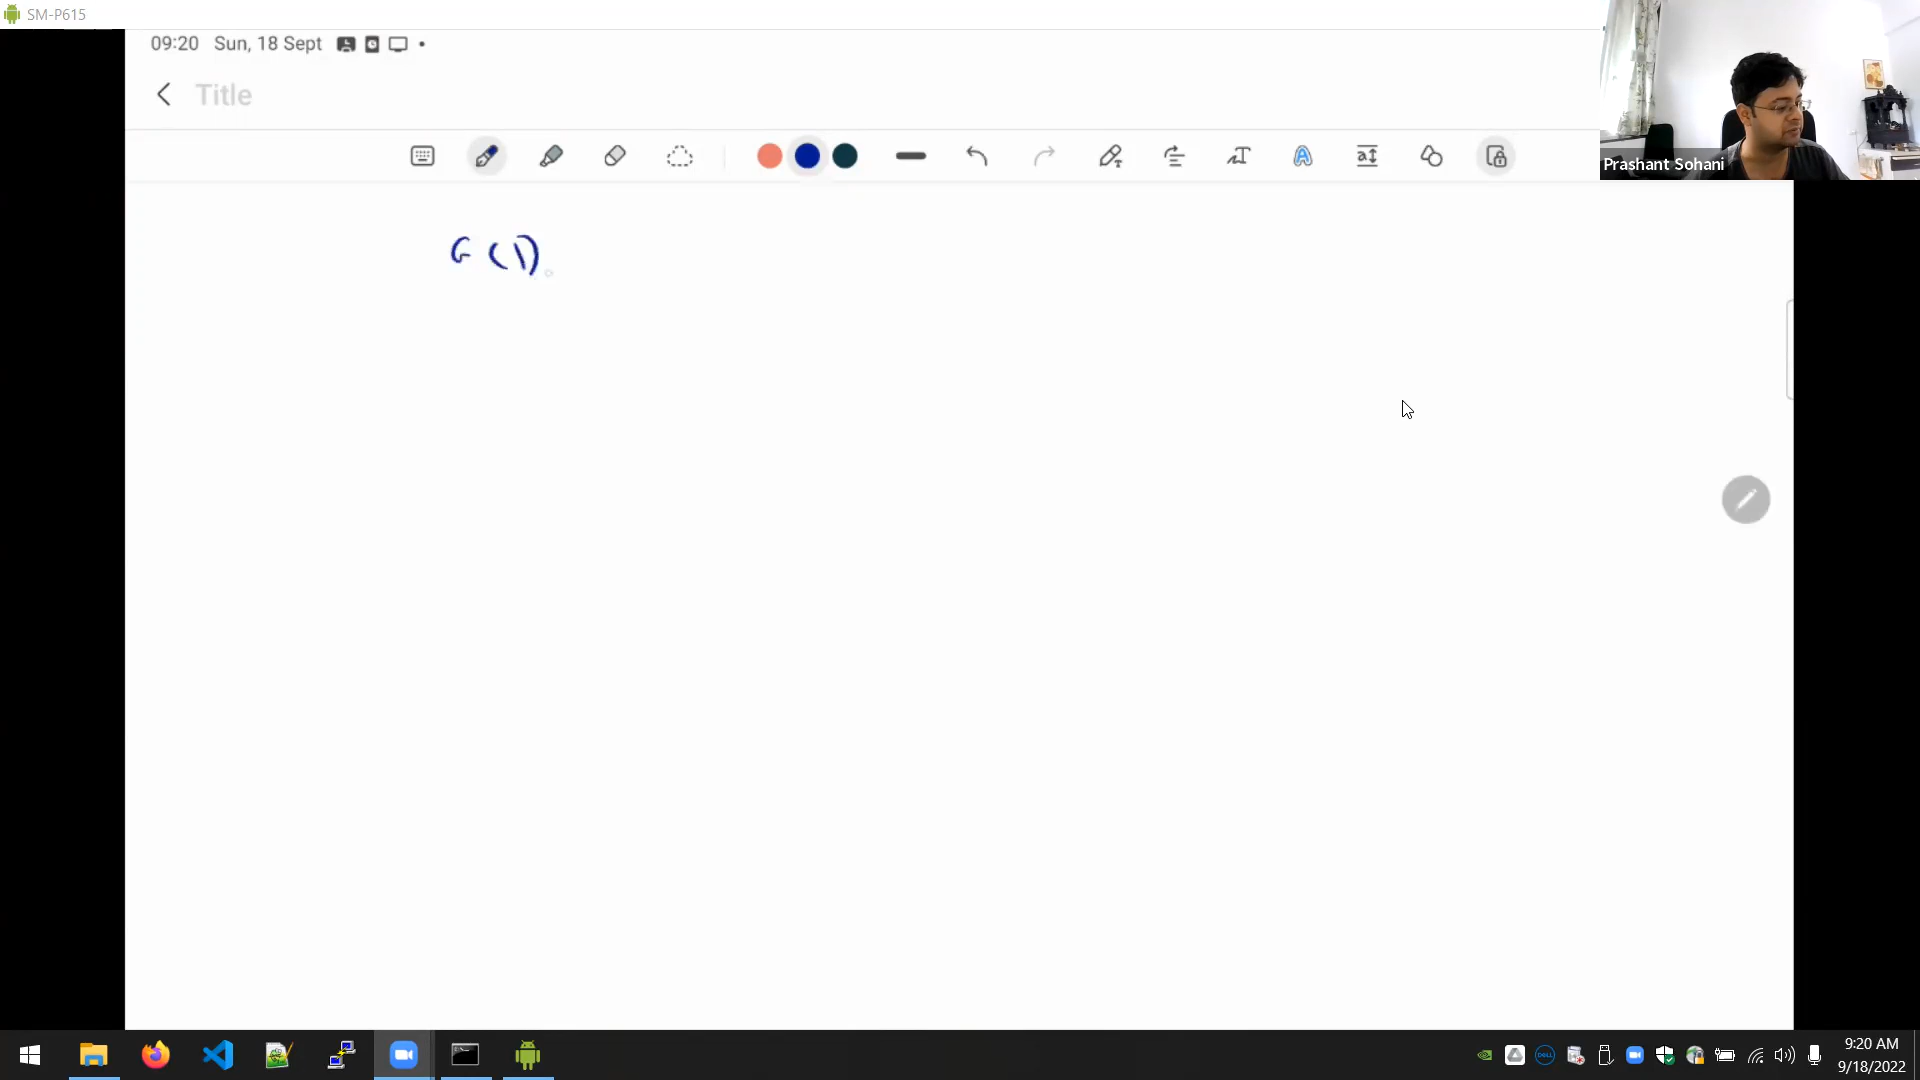 SM-P615
09:20 Sun, 18 Sept
Title
Prashant Sohani
G (1)
9:20 AM
9/18/2022